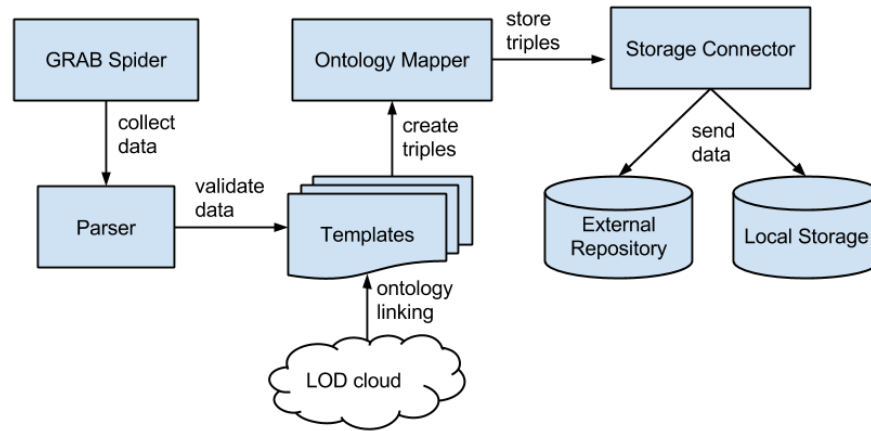 GRAB Spider
collect
data
Parser
validate
data
Templates
ontology
linking
LOD cloud
create
triples
Ontology Mapper
store
triples
Storage Connector
send
data
External
Repository
Local Storage